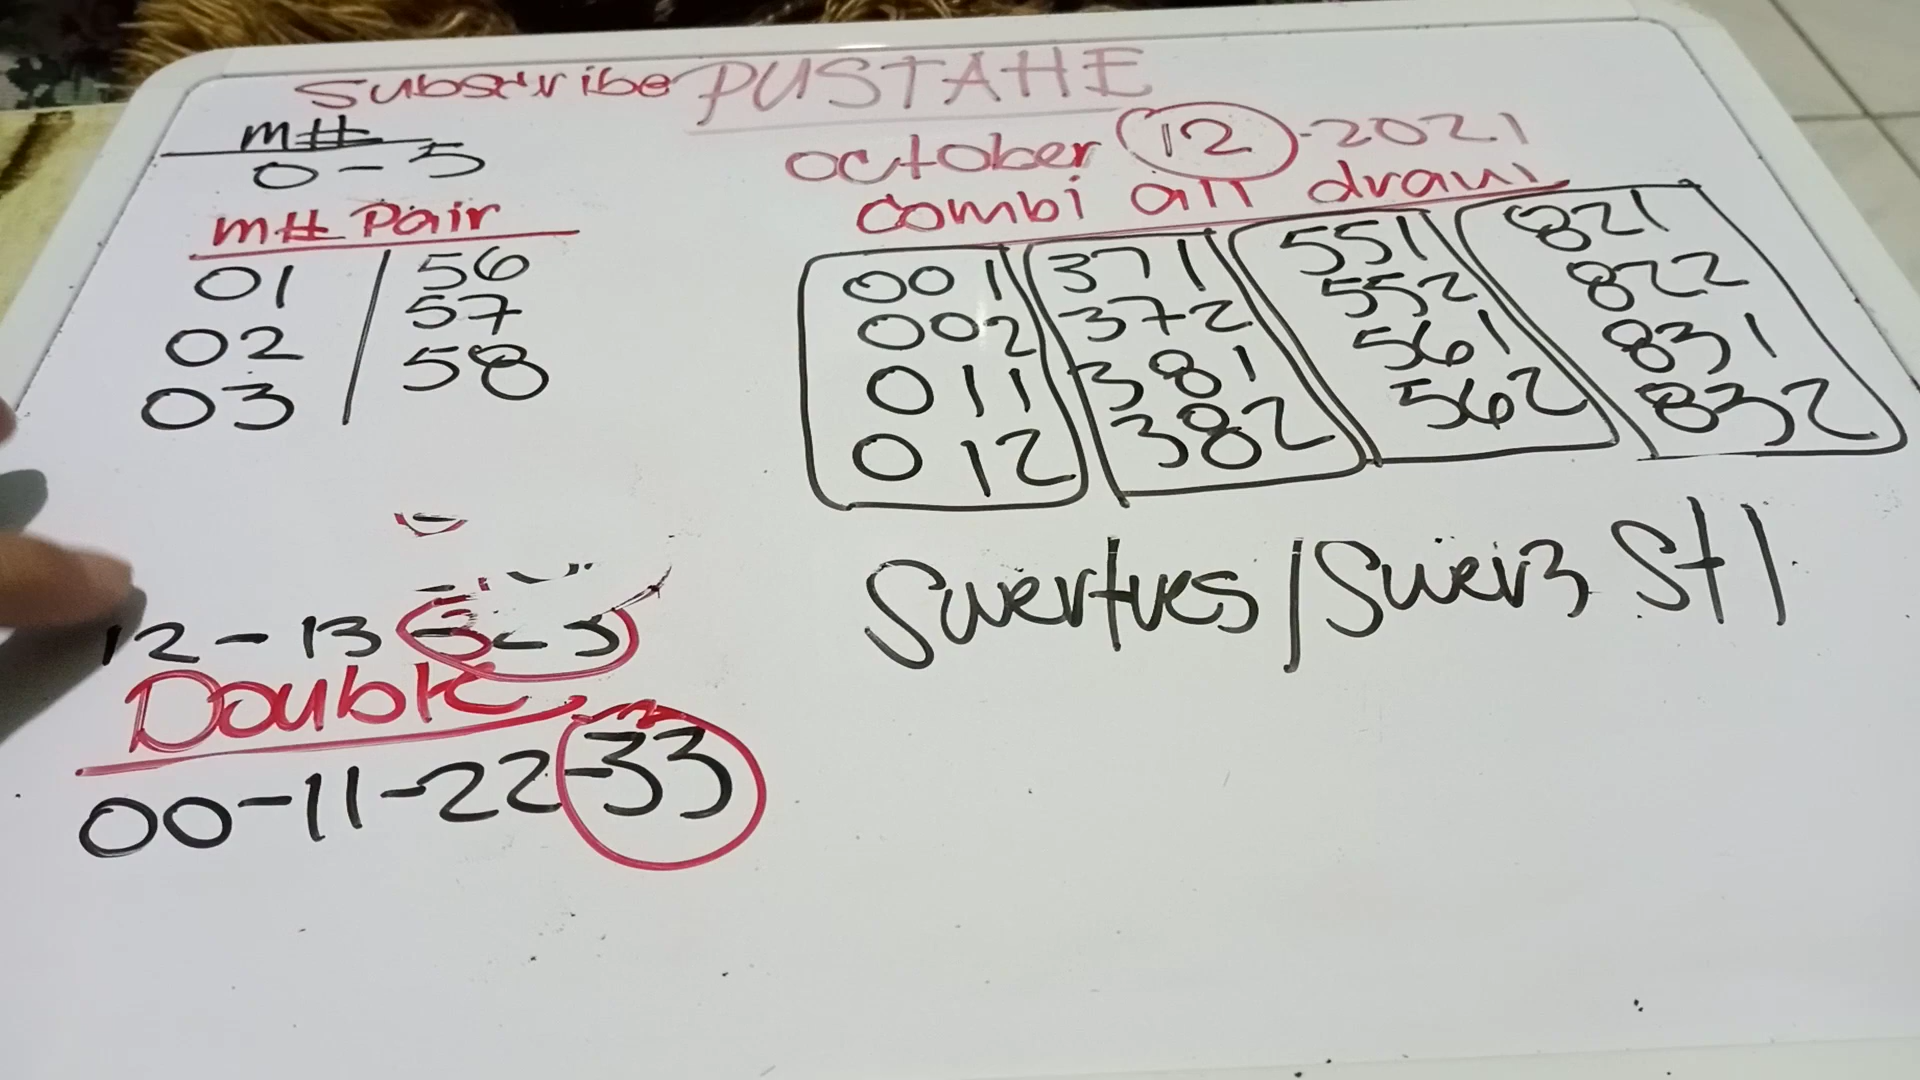 Subscribe PUSTAHE
m#
0-5
m# Pair
01 | 56
02 | 57
03 | 58
October 12-2021
combi all draw
001 371 551 821
002 372 552 822
011 381 561 831
012 382 562 832
Swertres/Swer3 Stl
12-13
Double
00-11-22-33